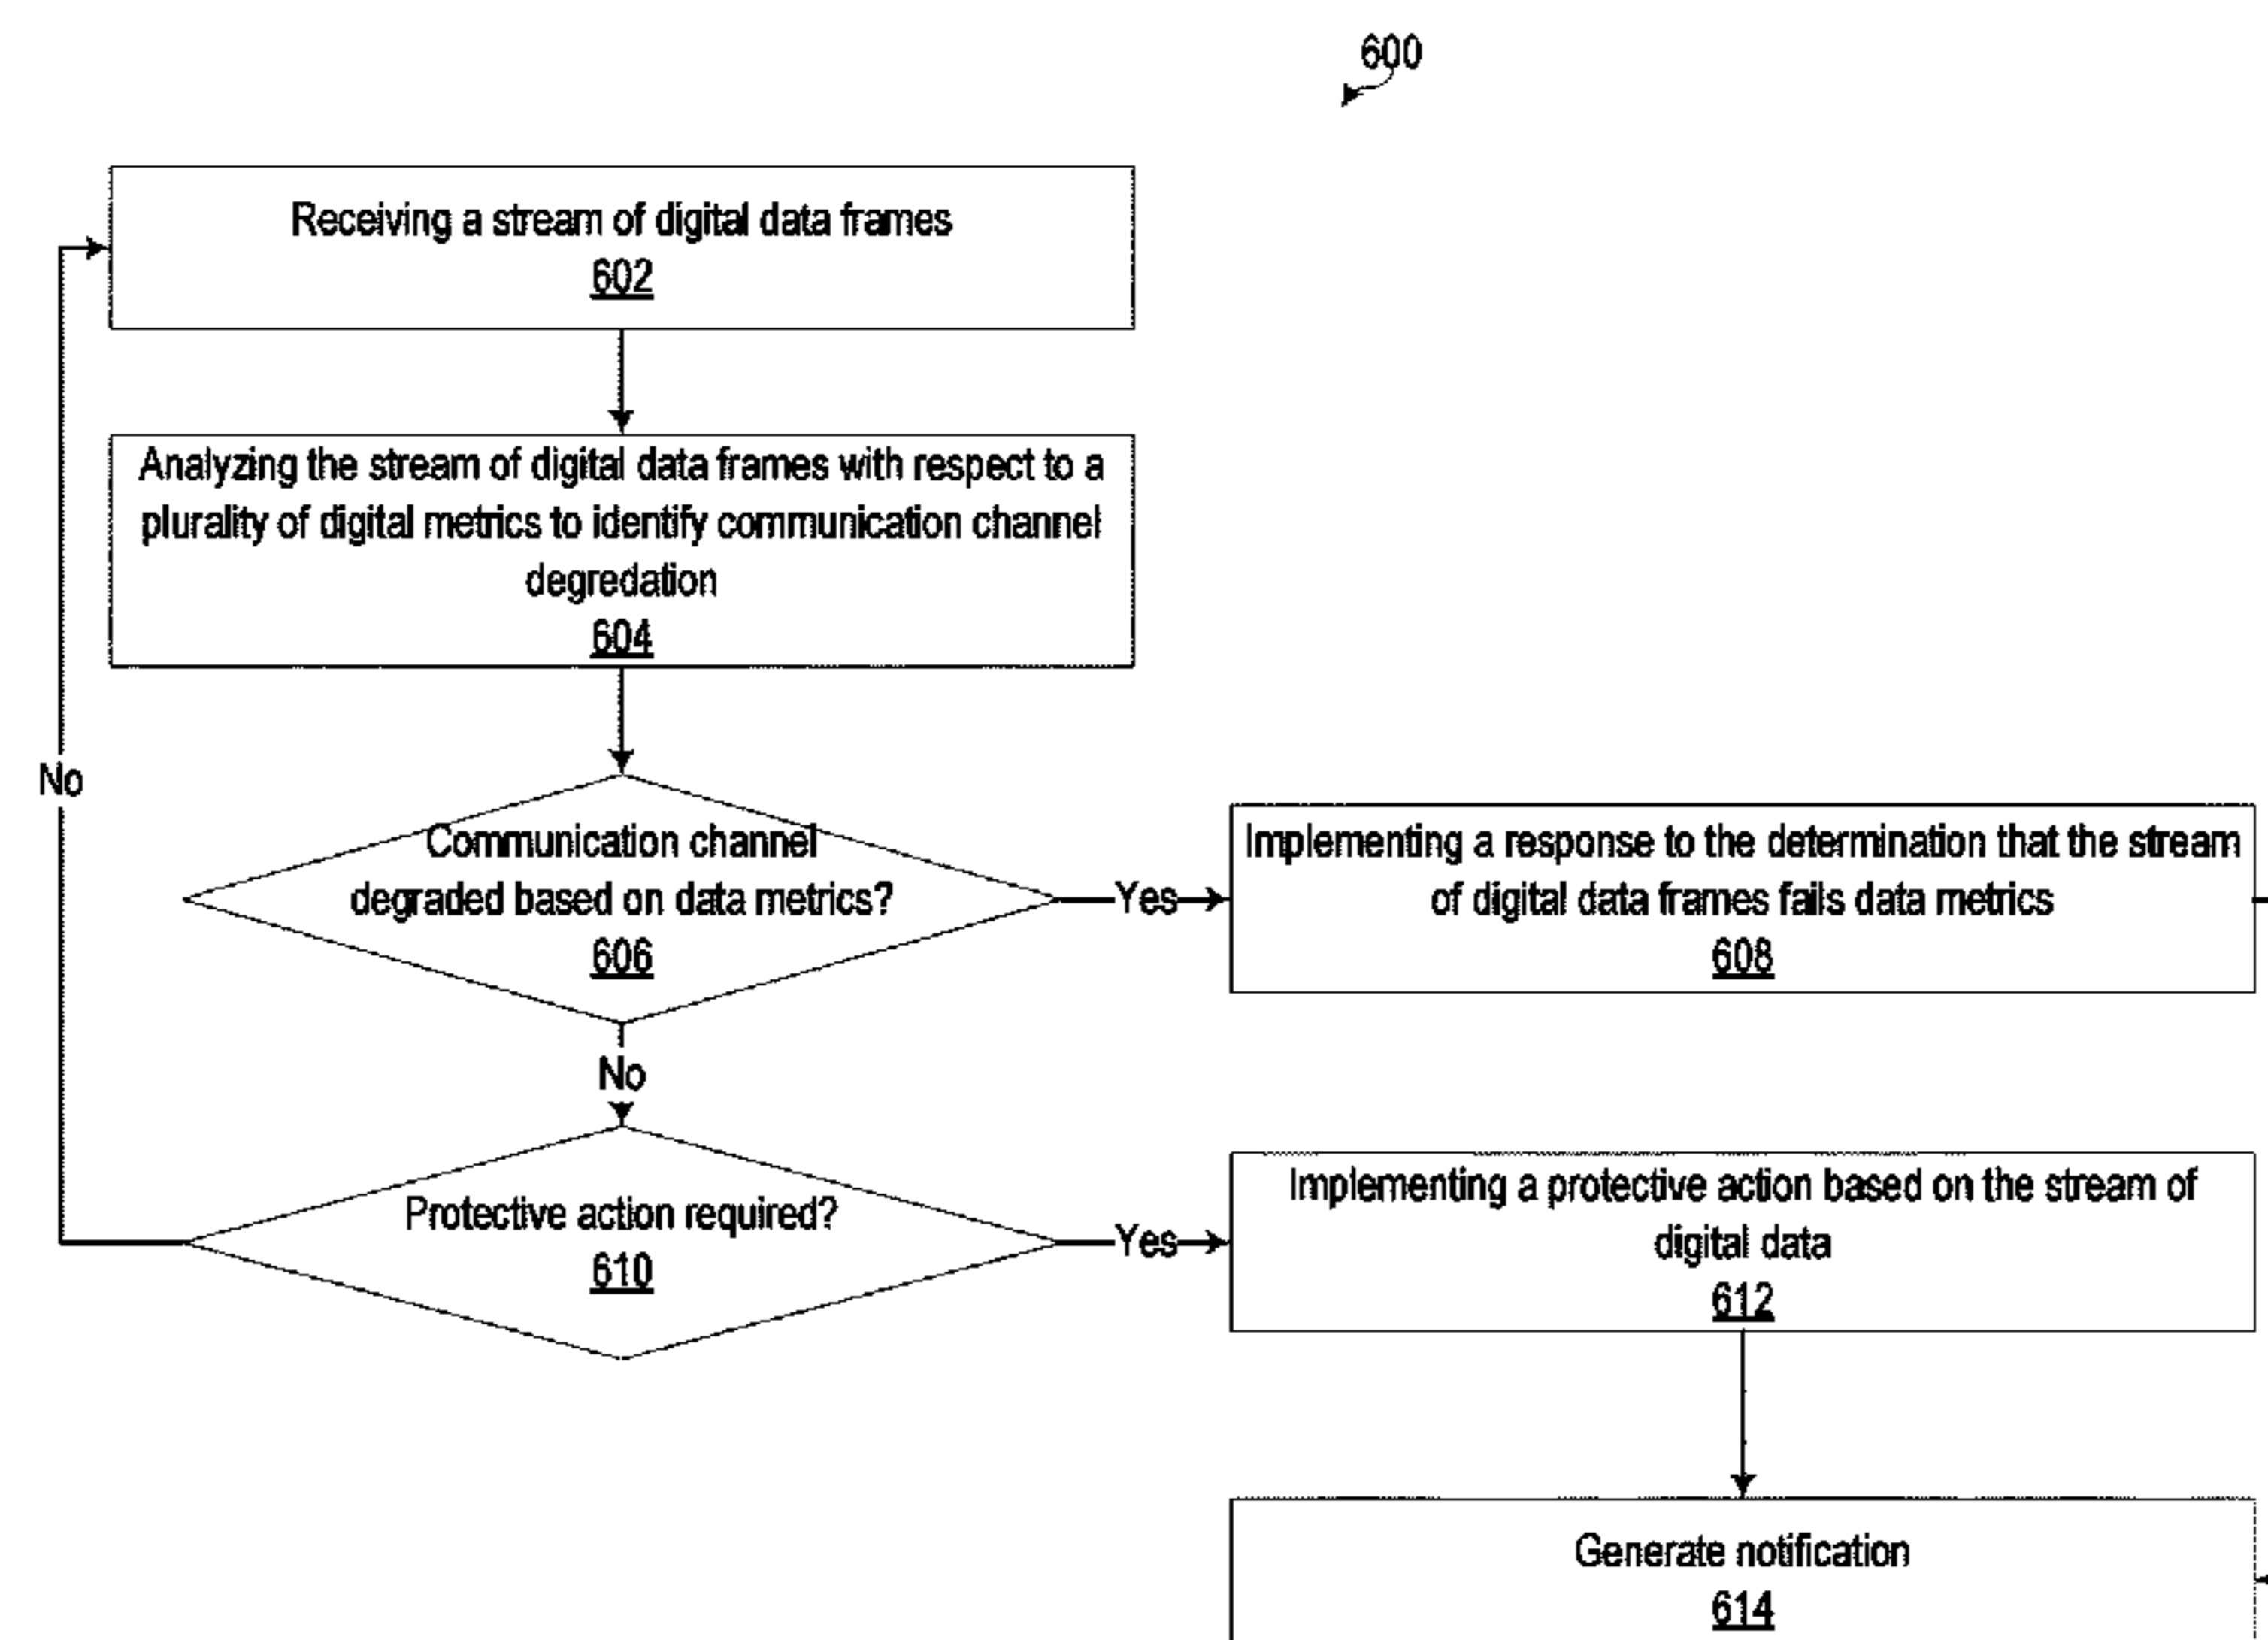 600
Receiving a stream of digital data frames
602
Analyzing the stream of digital data frames with respect to a
plurality of digital metrics to identify communication channel
degredation
604
No
Communication channel
degraded based on data metrics?
606
Yes
Implementing a response to the determination that the stream
of digital data frames fails data metrics
608
No
Protective action required?
610
Yes
Implementing a protective action based on the stream of
digital data
612
Generate notification
614